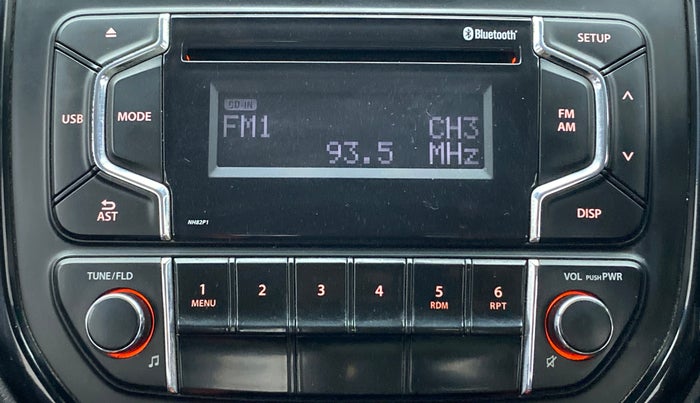 Bluetooth
SETUP
USB
MODE
CD-IN
FM1 CH3
93.5 MHz
FM
AM
AST
NH82P1
DISP
TUNE/FLD
1
MENU
2
3
4
5
RDM
6
RPT
VOL PUSH PWR